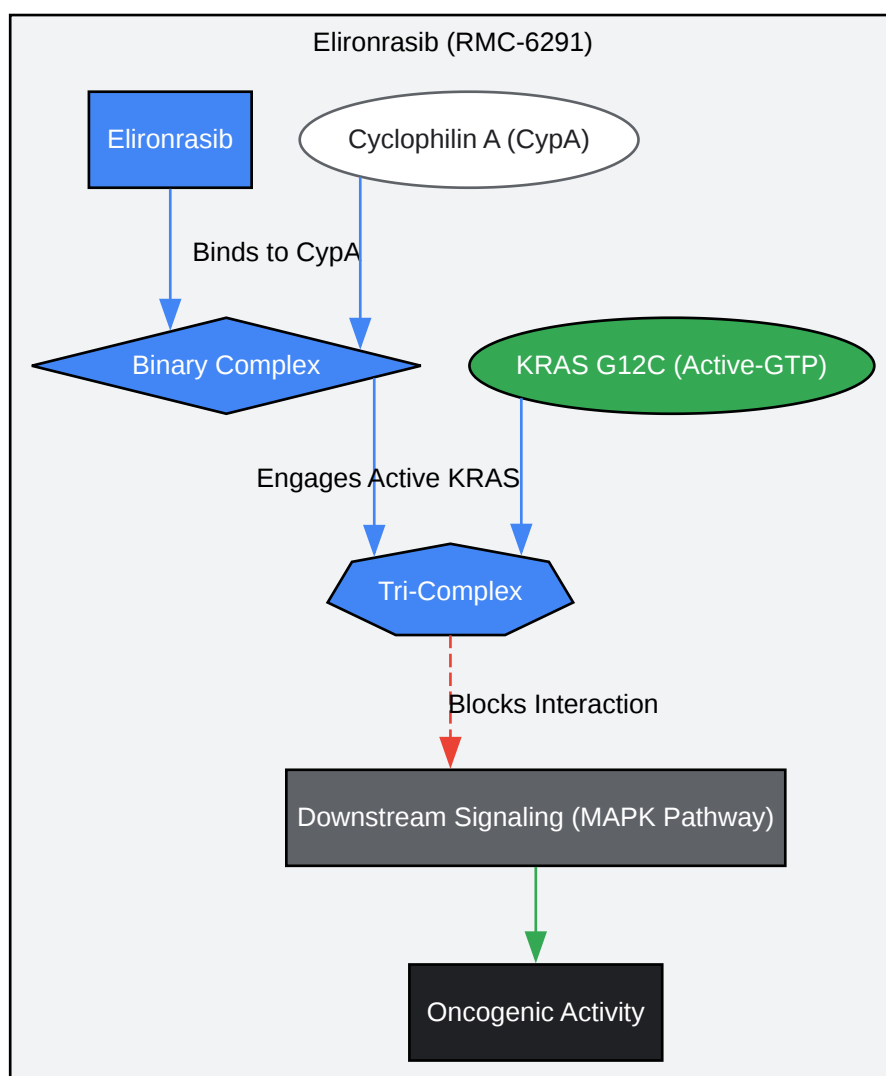 Elironrasib (RMC-6291)
Elironrasib
Cyclophilin A (CypA)
Binds to CypA
Binary Complex
KRAS G12C (Active-GTP)
Engages Active KRAS
Tri-Complex
Blocks Interaction
Downstream Signaling (MAPK Pathway)
Oncogenic Activity